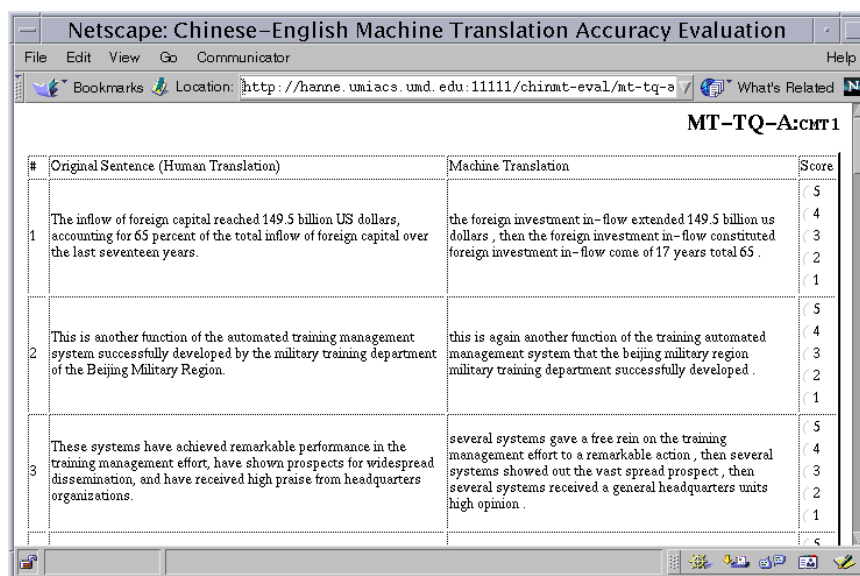 Netscape: Chinese-English Machine Translation Accuracy Evaluation
File Edit View Go Communicator Help
Bookmarks Location: http://hanne.umiacs.umd.edu:11111/chinmt-eval/mt-tq-a What's Related N
MT-TQ-A:CMT1
# Original Sentence (Human Translation) Machine Translation Score
1
The inflow of foreign capital reached 149.5 billion US dollars,
accounting for 65 percent of the total inflow of foreign capital over
the last seventeen years.
the foreign investment in-flow extended 149.5 billion us
dollars , then the foreign investment in-flow constituted
foreign investment in-flow come of 17 years total 65 .
5
4
3
2
1
2
This is another function of the automated training management
system successfully developed by the military training department
of the Beijing Military Region.
this is again another function of the training automated
management system that the beijing military region
military training department successfully developed .
5
4
3
2
1
3
These systems have achieved remarkable performance in the
training management effort, have shown prospects for widespread
dissemination, and have received high praise from headquarters
organizations.
several systems gave a free rein on the training
management effort to a remarkable action , then several
systems showed out the vast spread prospect , then
several systems received a general headquarters units
high opinion .
5
4
3
2
1
5